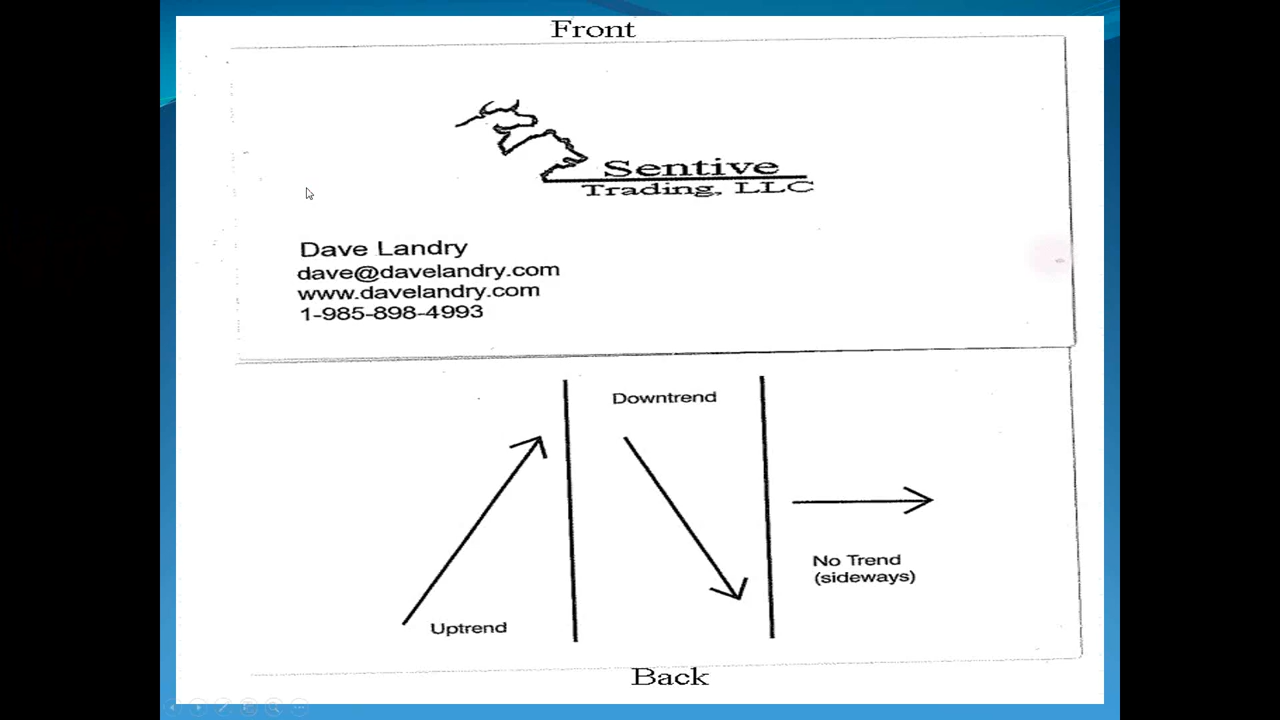 Front
Sentive
Trading, LLC
Dave Landry
dave@davelandry.com
www.davelandry.com
1-985-898-4993
Downtrend
No Trend
(sideways)
Uptrend
Back